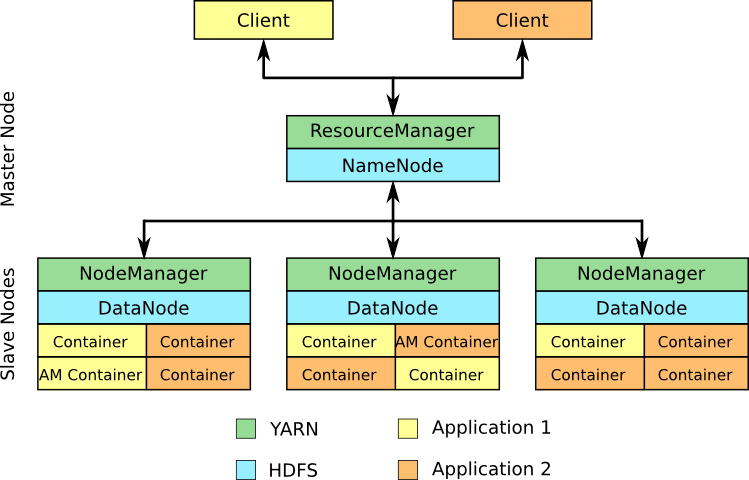 Client
Client
Master Node
ResourceManager
NameNode
Slave Nodes
NodeManager
DataNode
Container
Container
AM Container
Container
NodeManager
DataNode
Container
AM Container
Container
Container
NodeManager
DataNode
Container
Container
Container
Container
YARN
Application 1
HDFS
Application 2